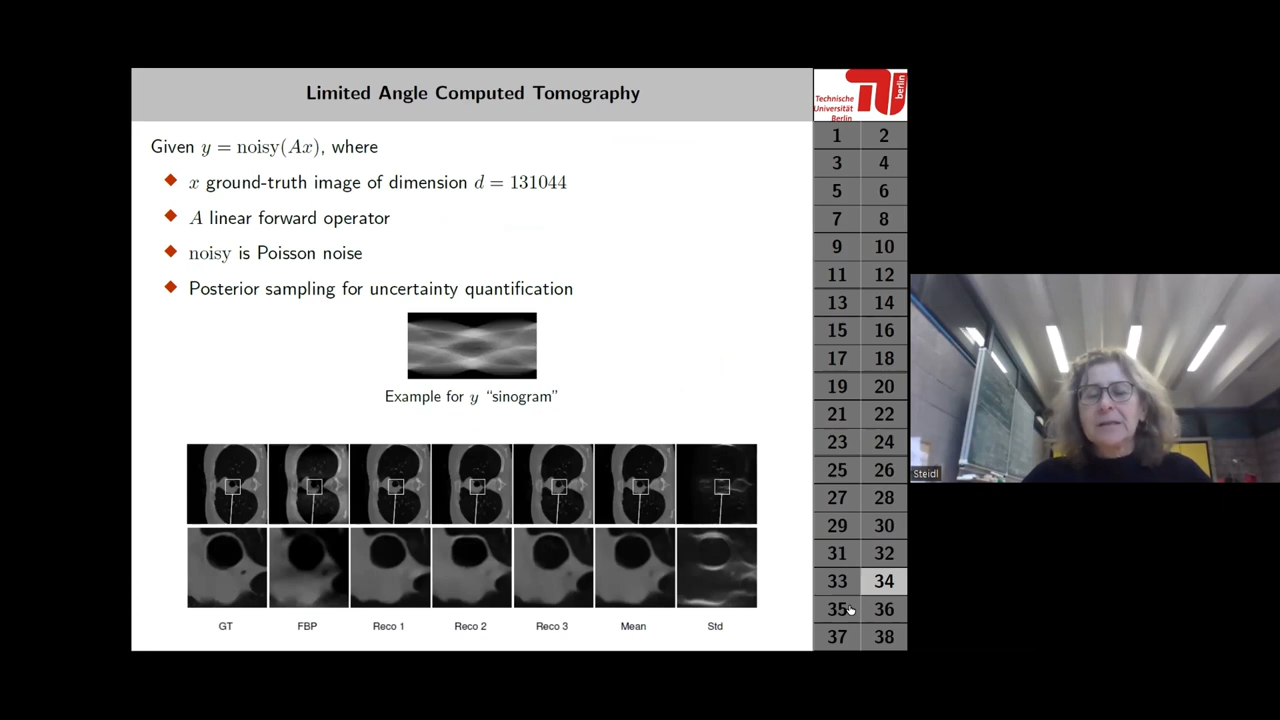 Limited Angle Computed Tomography
Given y = noisy(Ax), where
x ground-truth image of dimension d = 131044
A linear forward operator
noisy is Poisson noise
Posterior sampling for uncertainty quantification
Example for y “sinogram”
GT FBP Reco 1 Reco 2 Reco 3 Mean Std
Technische
Universität
Berlin
berlin
1 2
3 4
5 6
7 8
9 10
11 12
13 14
15 16
17 18
19 20
21 22
23 24
25 26
27 28
29 30
31 32
33 34
35 36
37 38
Steidl